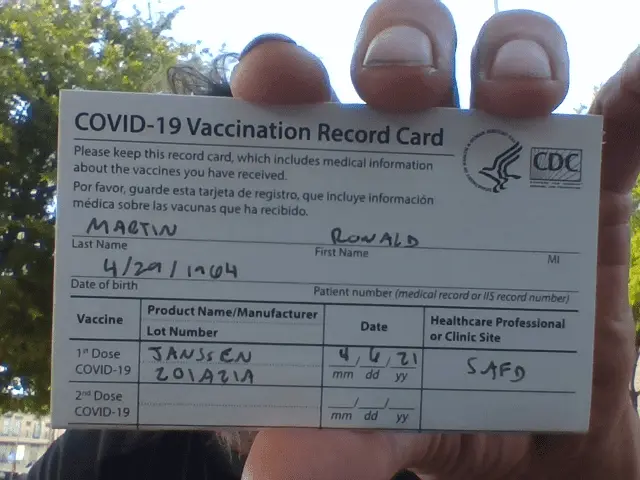 COVID-19 Vaccination Record Card
CDC
Please keep this record card, which includes medical information
about the vaccines you have received.
Por favor, guarde esta tarjeta de registro, que incluye información
médica sobre las vacunas que ha recibido.
MARTIN RONALD
Last Name First Name MI
4/29/1964
Date of birth Patient number (medical record or IIS record number)
Vaccine Product Name/Manufacturer Date Healthcare Professional
Lot Number or Clinic Site
1st Dose JANSSEN 4/6/21 SAFD
COVID-19 201A21A mm dd yy
2nd Dose __/__/__
COVID-19 mm dd yy